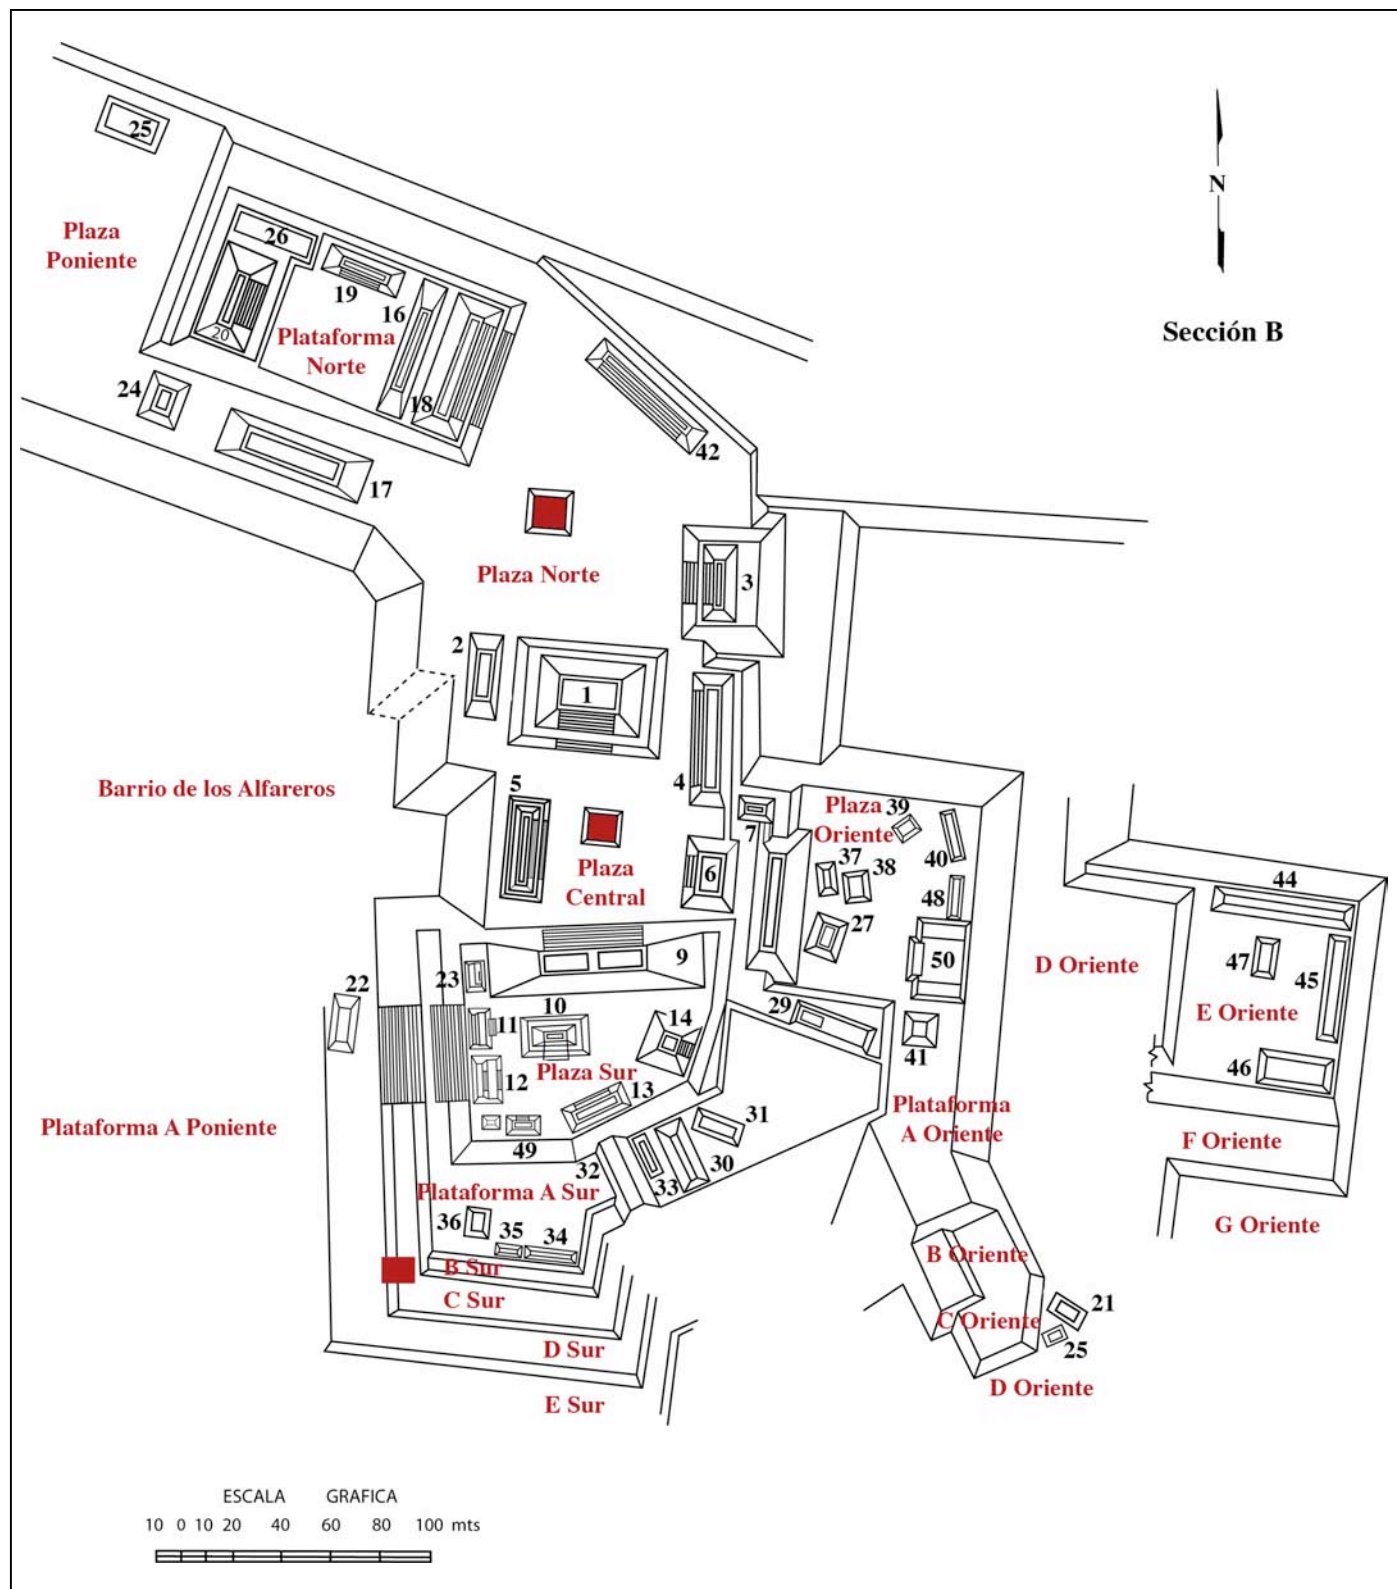 25
N
Plaza
Poniente
26
19
16
Sección B
20
Plataforma
Norte
24
18
42
17
Plaza Norte
3
2
1
Barrio de los Alfareros
5
4
7
Plaza
Oriente
39
40
37
38
6
Plaza
Central
44
48
27
9
50
D Oriente
47
45
23
22
10
29
11
14
E Oriente
41
12
Plaza Sur
13
46
Plataforma A Poniente
31
Plataforma
A Oriente
49
F Oriente
32
30
33
Plataforma A Sur
36
35
34
G Oriente
B Sur
B Oriente
C Sur
C Oriente
21
D Sur
25
D Oriente
E Sur
ESCALA GRAFICA
10 0 10 20 40 60 80 100 mts